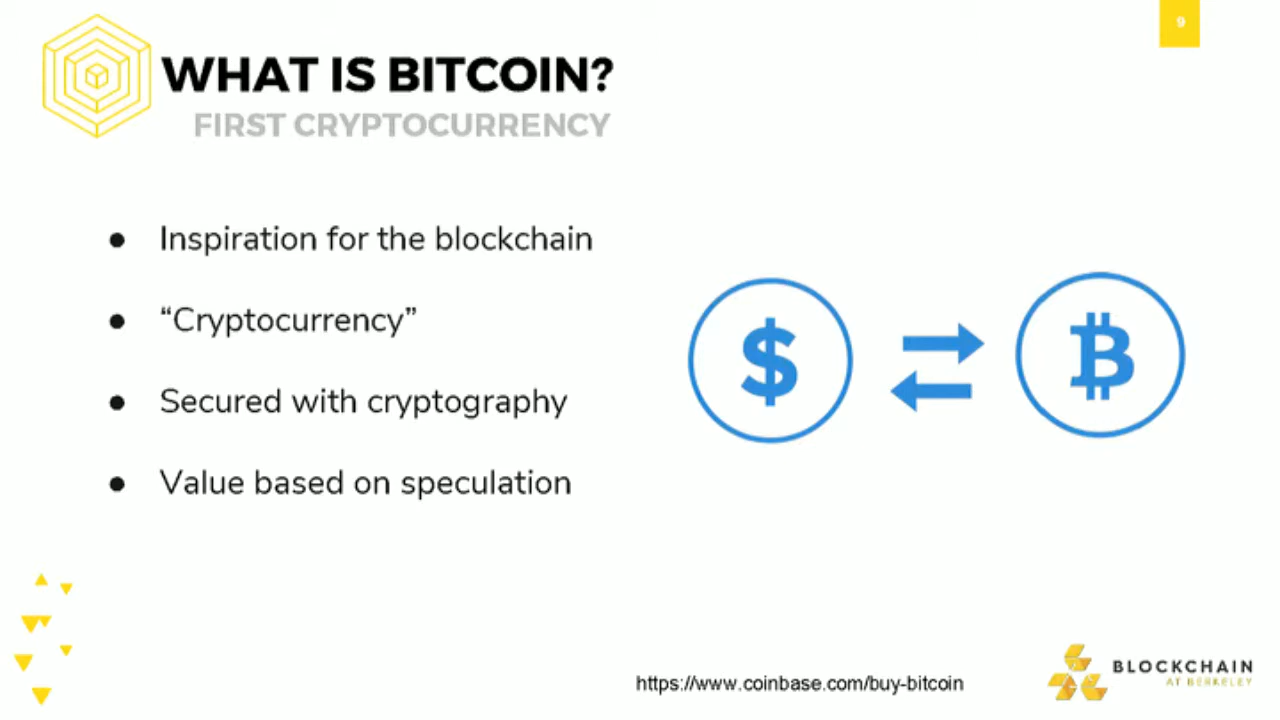 9
WHAT IS BITCOIN?
FIRST CRYPTOCURRENCY
● Inspiration for the blockchain
● “Cryptocurrency”
● Secured with cryptography
● Value based on speculation
$
₿
https://www.coinbase.com/buy-bitcoin
BLOCKCHAIN
AT BERKELEY